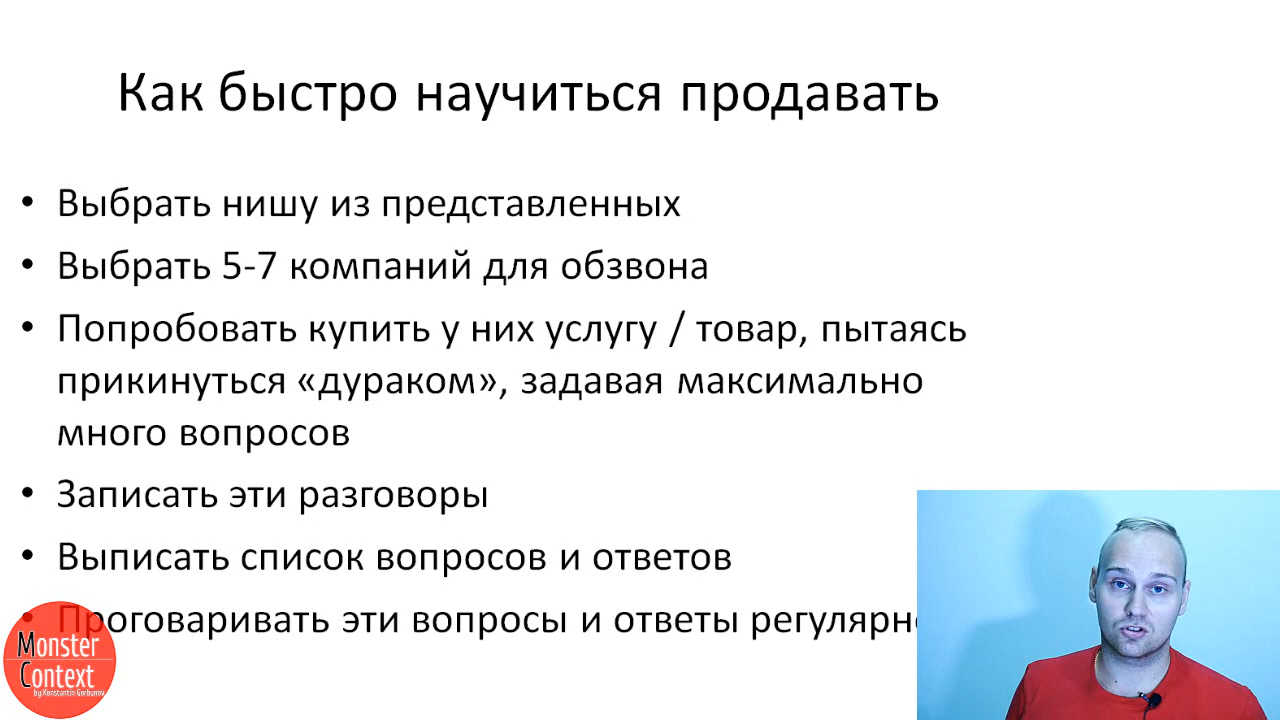 Как быстро научиться продавать
• Выбрать нишу из представленных
• Выбрать 5-7 компаний для обзвона
• Попробовать купить у них услугу / товар, пытаясь
прикинуться «дураком», задавая максимально
много вопросов
• Записать эти разговоры
• Выписать список вопросов и ответов
• Проговаривать эти вопросы и ответы регулярно
Monster
Context
by Konstantin Gorbunov